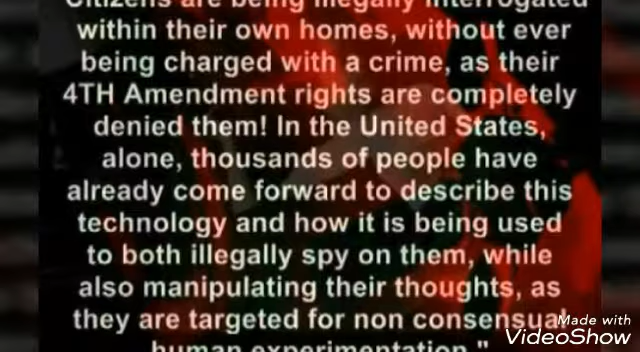 Citizens are being illegally interrogated
within their own homes, without ever
being charged with a crime, as their
4TH Amendment rights are completely
denied them! In the United States,
alone, thousands of people have
already come forward to describe this
technology and how it is being used
to both illegally spy on them, while
also manipulating their thoughts, as
they are targeted for non consensual
human experimentation."
Made with
VideoShow